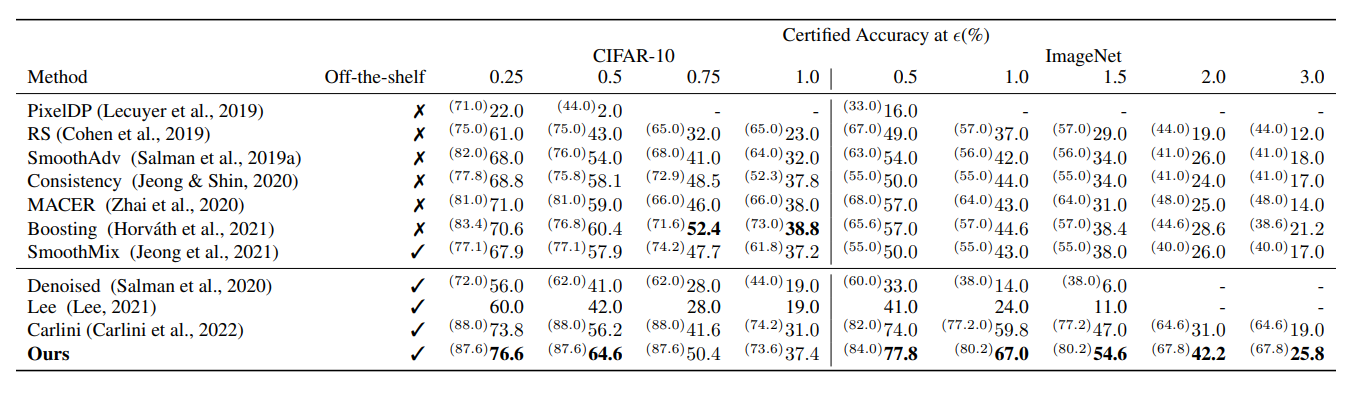 Certified Accuracy at ϵ(%)
CIFAR-10 ImageNet
Method Off-the-shelf 0.25 0.5 0.75 1.0 0.5 1.0 1.5 2.0 3.0
PixelDP (Lecuyer et al., 2019) ✗ (71.0)22.0 (44.0)2.0 - - (33.0)16.0 - - - -
RS (Cohen et al., 2019) ✗ (75.0)61.0 (75.0)43.0 (65.0)32.0 (65.0)23.0 (67.0)49.0 (57.0)37.0 (57.0)29.0 (44.0)19.0 (44.0)12.0
SmoothAdv (Salman et al., 2019a) ✗ (82.0)68.0 (76.0)54.0 (68.0)41.0 (64.0)32.0 (63.0)54.0 (56.0)42.0 (56.0)34.0 (41.0)26.0 (41.0)18.0
Consistency (Jeong & Shin, 2020) ✗ (77.8)68.8 (75.8)58.1 (72.9)48.5 (52.3)37.8 (55.0)50.0 (55.0)44.0 (55.0)34.0 (41.0)24.0 (41.0)17.0
MACER (Zhai et al., 2020) ✗ (81.0)71.0 (81.0)59.0 (66.0)46.0 (66.0)38.0 (68.0)57.0 (64.0)43.0 (64.0)31.0 (48.0)25.0 (48.0)14.0
Boosting (Horváth et al., 2021) ✗ (83.4)70.6 (76.8)60.4 (71.6)52.4 (73.0)38.8 (65.6)57.0 (57.0)44.6 (57.0)38.4 (44.6)28.6 (38.6)21.2
SmoothMix (Jeong et al., 2021) ✓ (77.1)67.9 (77.1)57.9 (74.2)47.7 (61.8)37.2 (55.0)50.0 (55.0)43.0 (55.0)38.0 (40.0)26.0 (40.0)17.0
Denoised (Salman et al., 2020) ✓ (72.0)56.0 (62.0)41.0 (62.0)28.0 (44.0)19.0 (60.0)33.0 (38.0)14.0 (38.0)6.0 - -
Lee (Lee, 2021) ✓ 60.0 42.0 28.0 19.0 41.0 24.0 11.0 - -
Carlini (Carlini et al., 2022) ✓ (88.0)73.8 (88.0)56.2 (88.0)41.6 (74.2)31.0 (82.0)74.0 (77.2.0)59.8 (77.2)47.0 (64.6)31.0 (64.6)19.0
Ours ✓ (87.6)76.6 (87.6)64.6 (87.6)50.4 (73.6)37.4 (84.0)77.8 (80.2)67.0 (80.2)54.6 (67.8)42.2 (67.8)25.8